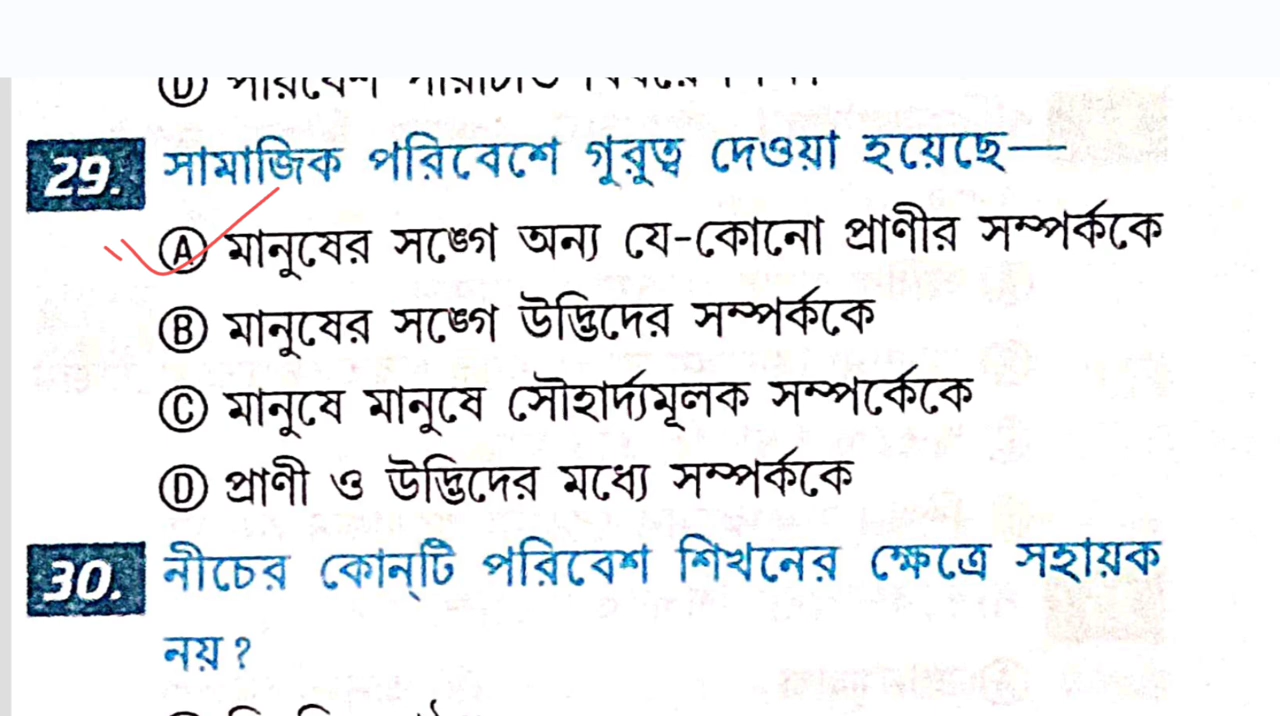 29. সামাজিক পরিবেশে গুরুত্ব দেওয়া হয়েছে—
Ⓐ মানুষের সঙ্গে অন্য যে-কোনো প্রাণীর সম্পর্ককে
Ⓑ মানুষের সঙ্গে উদ্ভিদের সম্পর্ককে
Ⓒ মানুষে মানুষে সৌহার্দ্যমূলক সম্পর্কেকে
Ⓓ প্রাণী ও উদ্ভিদের মধ্যে সম্পর্ককে
30. নীচের কোন্‌টি পরিবেশ শিখনের ক্ষেত্রে সহায়ক
নয়?